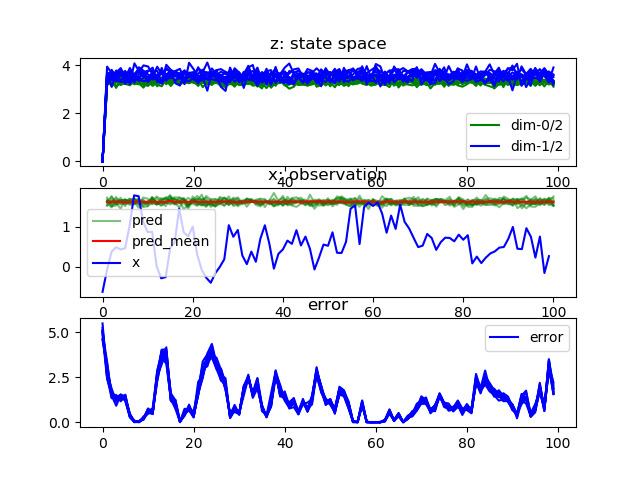 z: state space
4
2
0
dim-0/2
dim-1/2
0 20 40 60 80 100
x: observation
1
0
pred
pred_mean
x
0 20 40 60 80 100
error
5.0
2.5
0.0
error
0 20 40 60 80 100